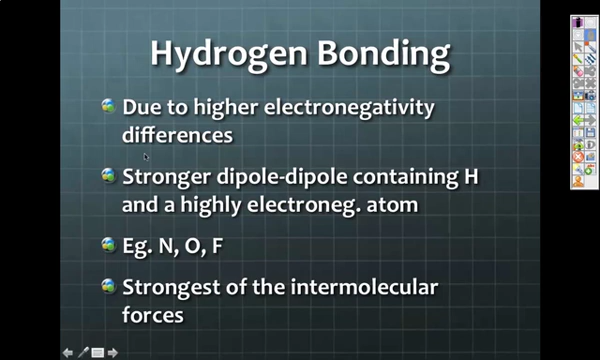 Hydrogen Bonding
Due to higher electronegativity
differences
Stronger dipole-dipole containing H
and a highly electroneg. atom
Eg. N, O, F
Strongest of the intermolecular
forces